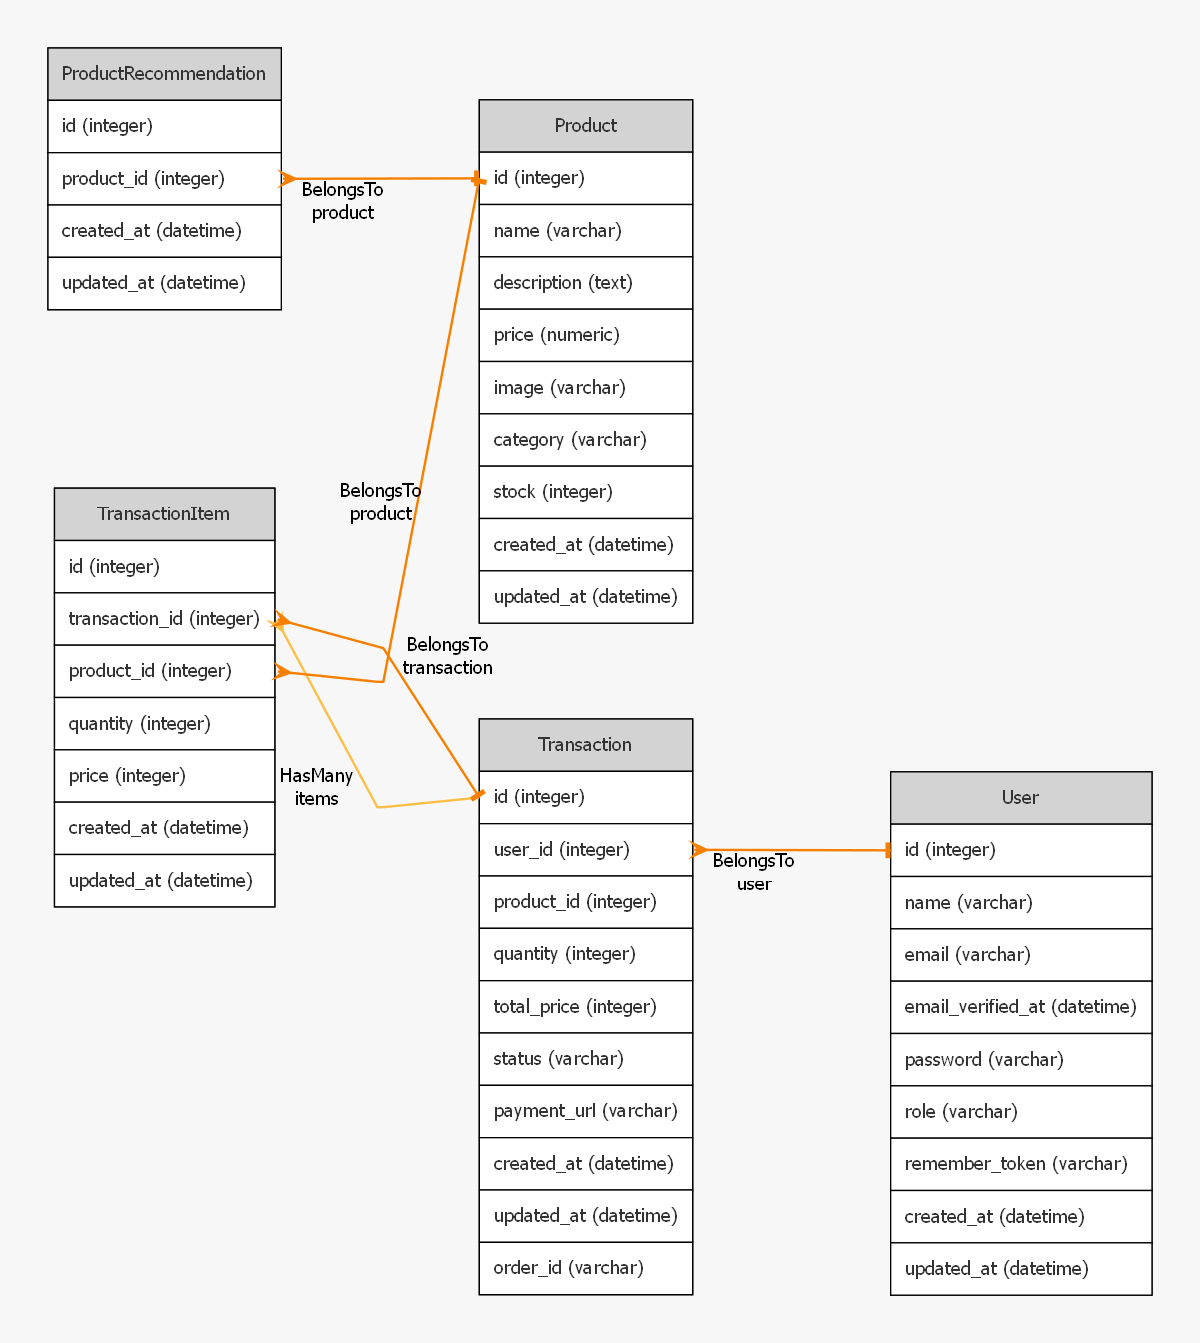 ProductRecommendation
id (integer)
product_id (integer)
created_at (datetime)
updated_at (datetime)
BelongsTo
product
Product
id (integer)
name (varchar)
description (text)
price (numeric)
image (varchar)
category (varchar)
stock (integer)
created_at (datetime)
updated_at (datetime)
BelongsTo
product
TransactionItem
id (integer)
transaction_id (integer)
product_id (integer)
quantity (integer)
price (integer)
created_at (datetime)
updated_at (datetime)
BelongsTo
transaction
HasMany
items
Transaction
id (integer)
user_id (integer)
product_id (integer)
quantity (integer)
total_price (integer)
status (varchar)
payment_url (varchar)
created_at (datetime)
updated_at (datetime)
order_id (varchar)
BelongsTo
user
User
id (integer)
name (varchar)
email (varchar)
email_verified_at (datetime)
password (varchar)
role (varchar)
remember_token (varchar)
created_at (datetime)
updated_at (datetime)